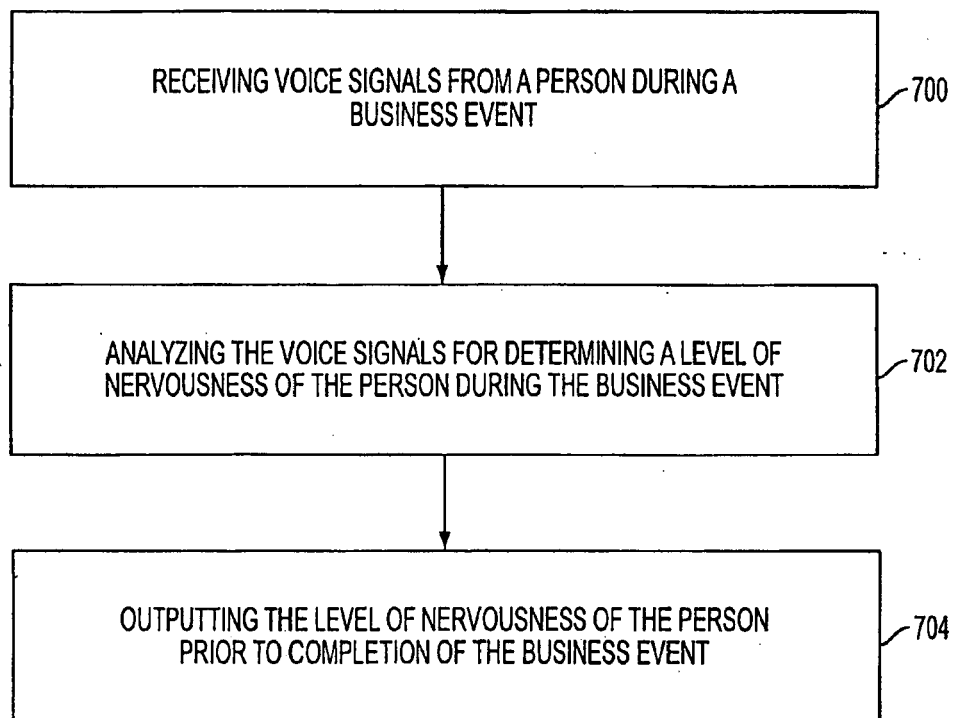 RECEIVING VOICE SIGNALS FROM A PERSON DURING A
BUSINESS EVENT
700
ANALYZING THE VOICE SIGNALS FOR DETERMINING A LEVEL OF
NERVOUSNESS OF THE PERSON DURING THE BUSINESS EVENT
702
OUTPUTTING THE LEVEL OF NERVOUSNESS OF THE PERSON
PRIOR TO COMPLETION OF THE BUSINESS EVENT
704